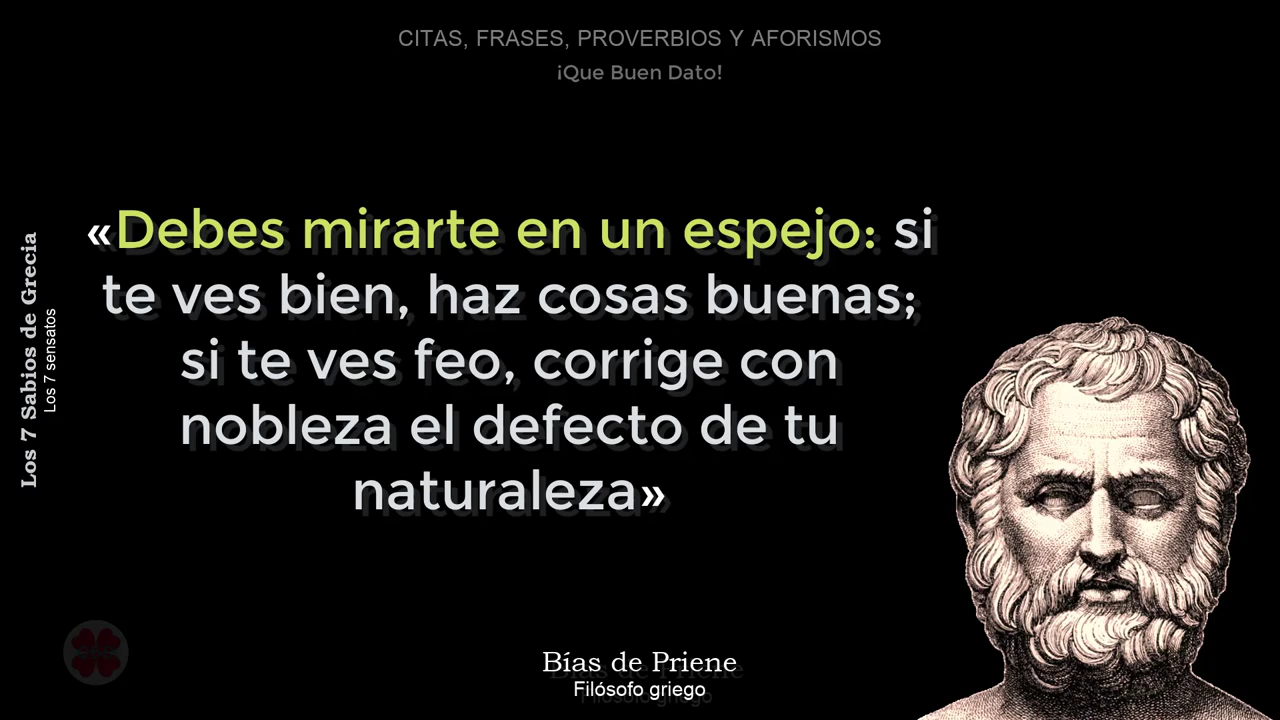 CITAS, FRASES, PROVERBIOS Y AFORISMOS
¡Que Buen Dato!
Los 7 Sabios de Grecia
Los 7 sensatos
«Debes mirarte en un espejo: si
te ves bien, haz cosas buenas;
si te ves feo, corrige con
nobleza el defecto de tu
naturaleza»
Bías de Priene
Filósofo griego